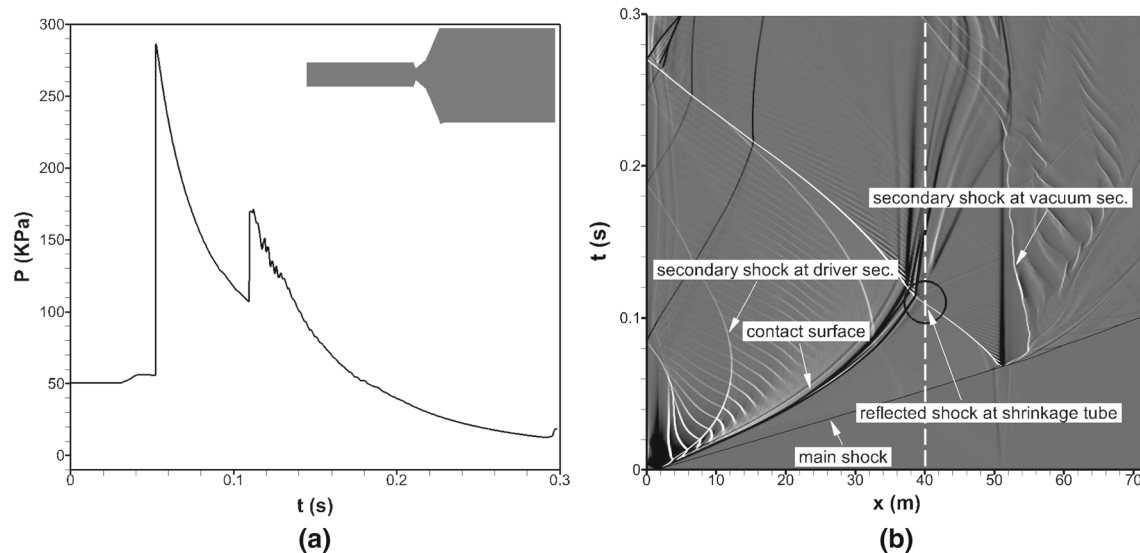 300
250
200
150
100
50
0
P (KPa)
0
0.1
0.2
0.3
t (s)
(a)
0.3
0.2
0.1
0
t (s)
secondary shock at vacuum sec.
secondary shock at driver sec.
contact surface
reflected shock at shrinkage tube
main shock
0
10
20
30
40
50
60
70
x (m)
(b)